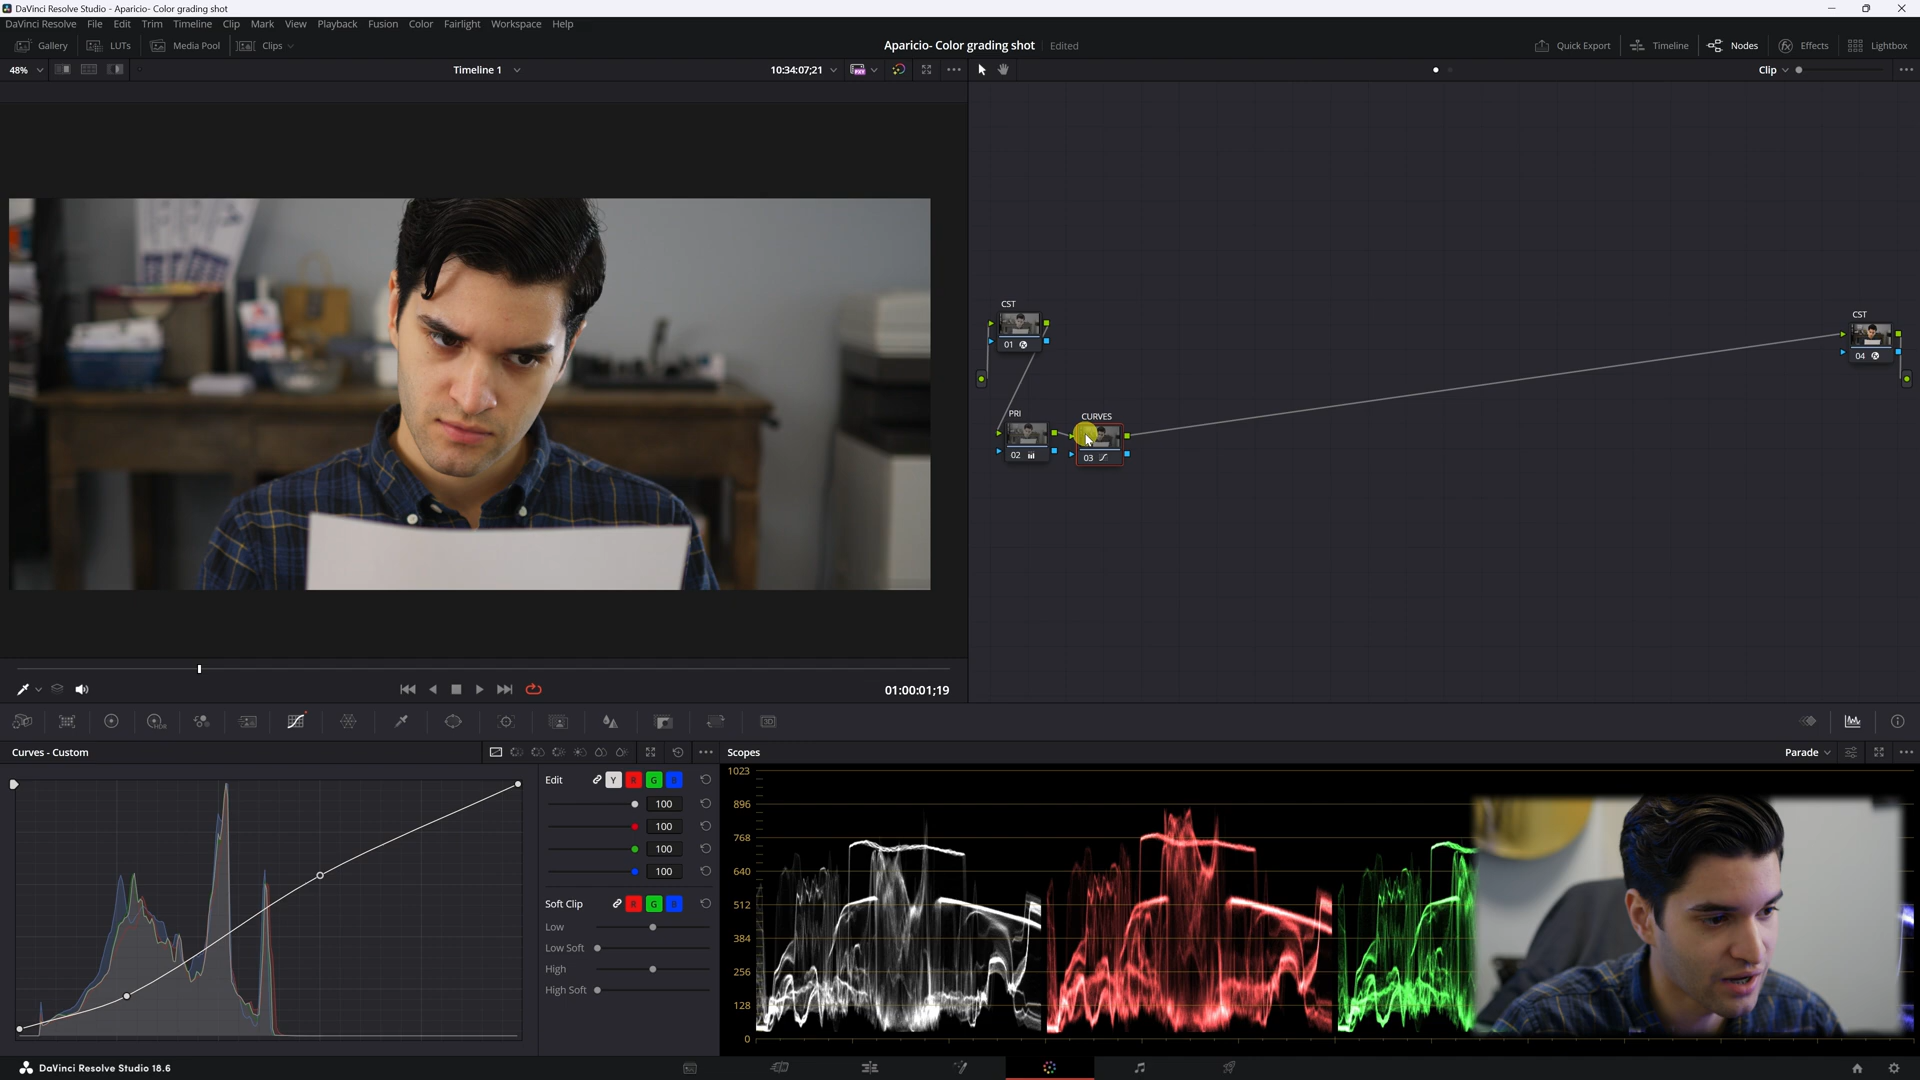 DaVinci Resolve Studio - Aparicio- Color grading shot
DaVinci Resolve File Edit Trim Timeline Clip Mark View Playback Fusion Color Fairlight Workspace Help
Gallery LUTs Media Pool Clips Aparicio- Color grading shot Edited Quick Export Timeline Nodes Effects Lightbox
48% Timeline 1 10:34:07;21 Clip
CST
01
CST
04
PRI
02
CURVES
03
01:00:01;19
HDR
3D
Curves - Custom
Scopes
Parade
Edit Y R G B
100
100
100
100
Soft Clip R G B
Low
Low Soft
High
High Soft
1023
896
768
640
512
384
256
128
0
DaVinci Resolve Studio 18.6